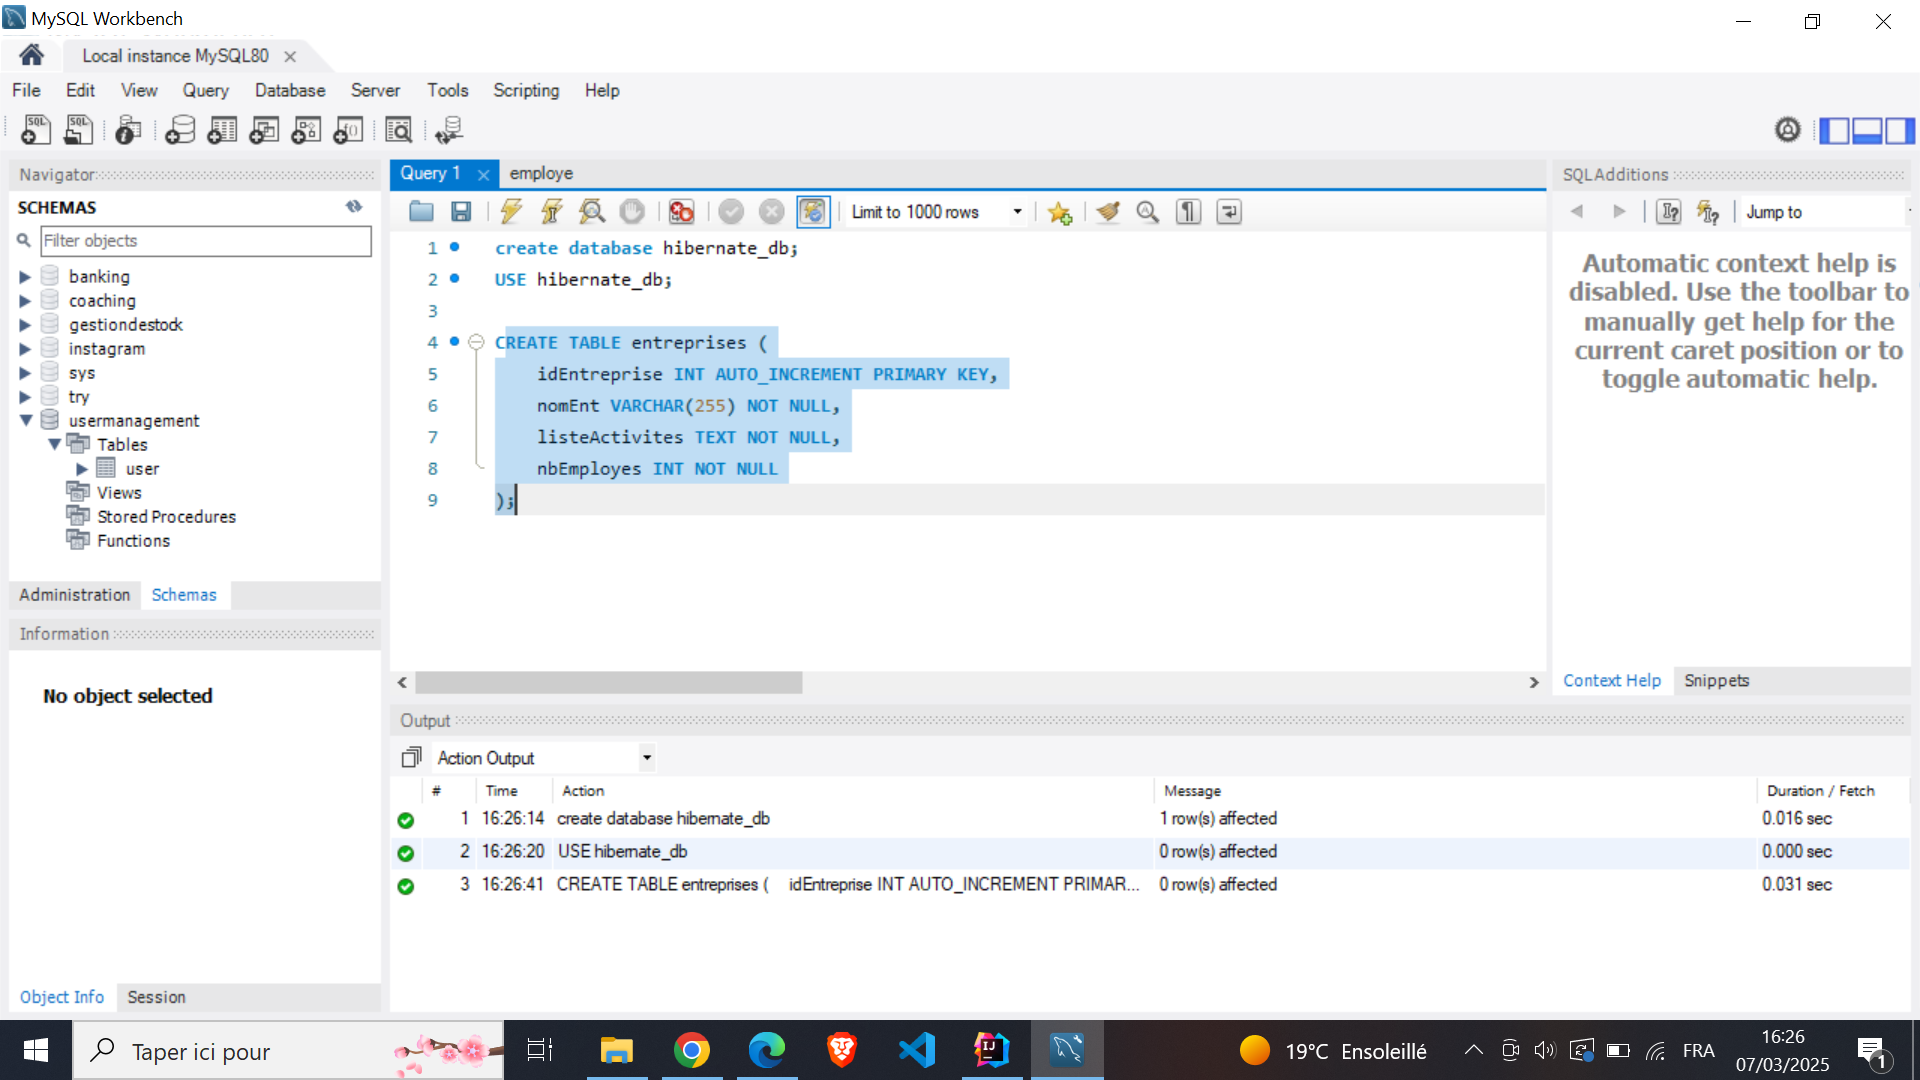 MySQL Workbench
Local instance MySQL80
File Edit View Query Database Server Tools Scripting Help
Navigator
SCHEMAS
Filter objects
banking
coaching
gestiondestock
instagram
sys
try
usermanagement
Tables
user
Views
Stored Procedures
Functions
Administration Schemas
Information
No object selected
Object Info Session
Query 1 employe
Limit to 1000 rows
1 create database hibernate_db;
2 USE hibernate_db;
3
4 CREATE TABLE entreprises (
5 idEntreprise INT AUTO_INCREMENT PRIMARY KEY,
6 nomEnt VARCHAR(255) NOT NULL,
7 listeActivites TEXT NOT NULL,
8 nbEmployes INT NOT NULL
9 );
SQLAdditions
Jump to
Automatic context help is
disabled. Use the toolbar to
manually get help for the
current caret position or to
toggle automatic help.
Context Help Snippets
Output
Action Output
# Time Action Message Duration / Fetch
1 16:26:14 create database hibernate_db 1 row(s) affected 0.016 sec
2 16:26:20 USE hibernate_db 0 row(s) affected 0.000 sec
3 16:26:41 CREATE TABLE entreprises ( idEntreprise INT AUTO_INCREMENT PRIMAR... 0 row(s) affected 0.031 sec
Taper ici pour
19°C Ensoleillé
FRA
16:26
07/03/2025
1